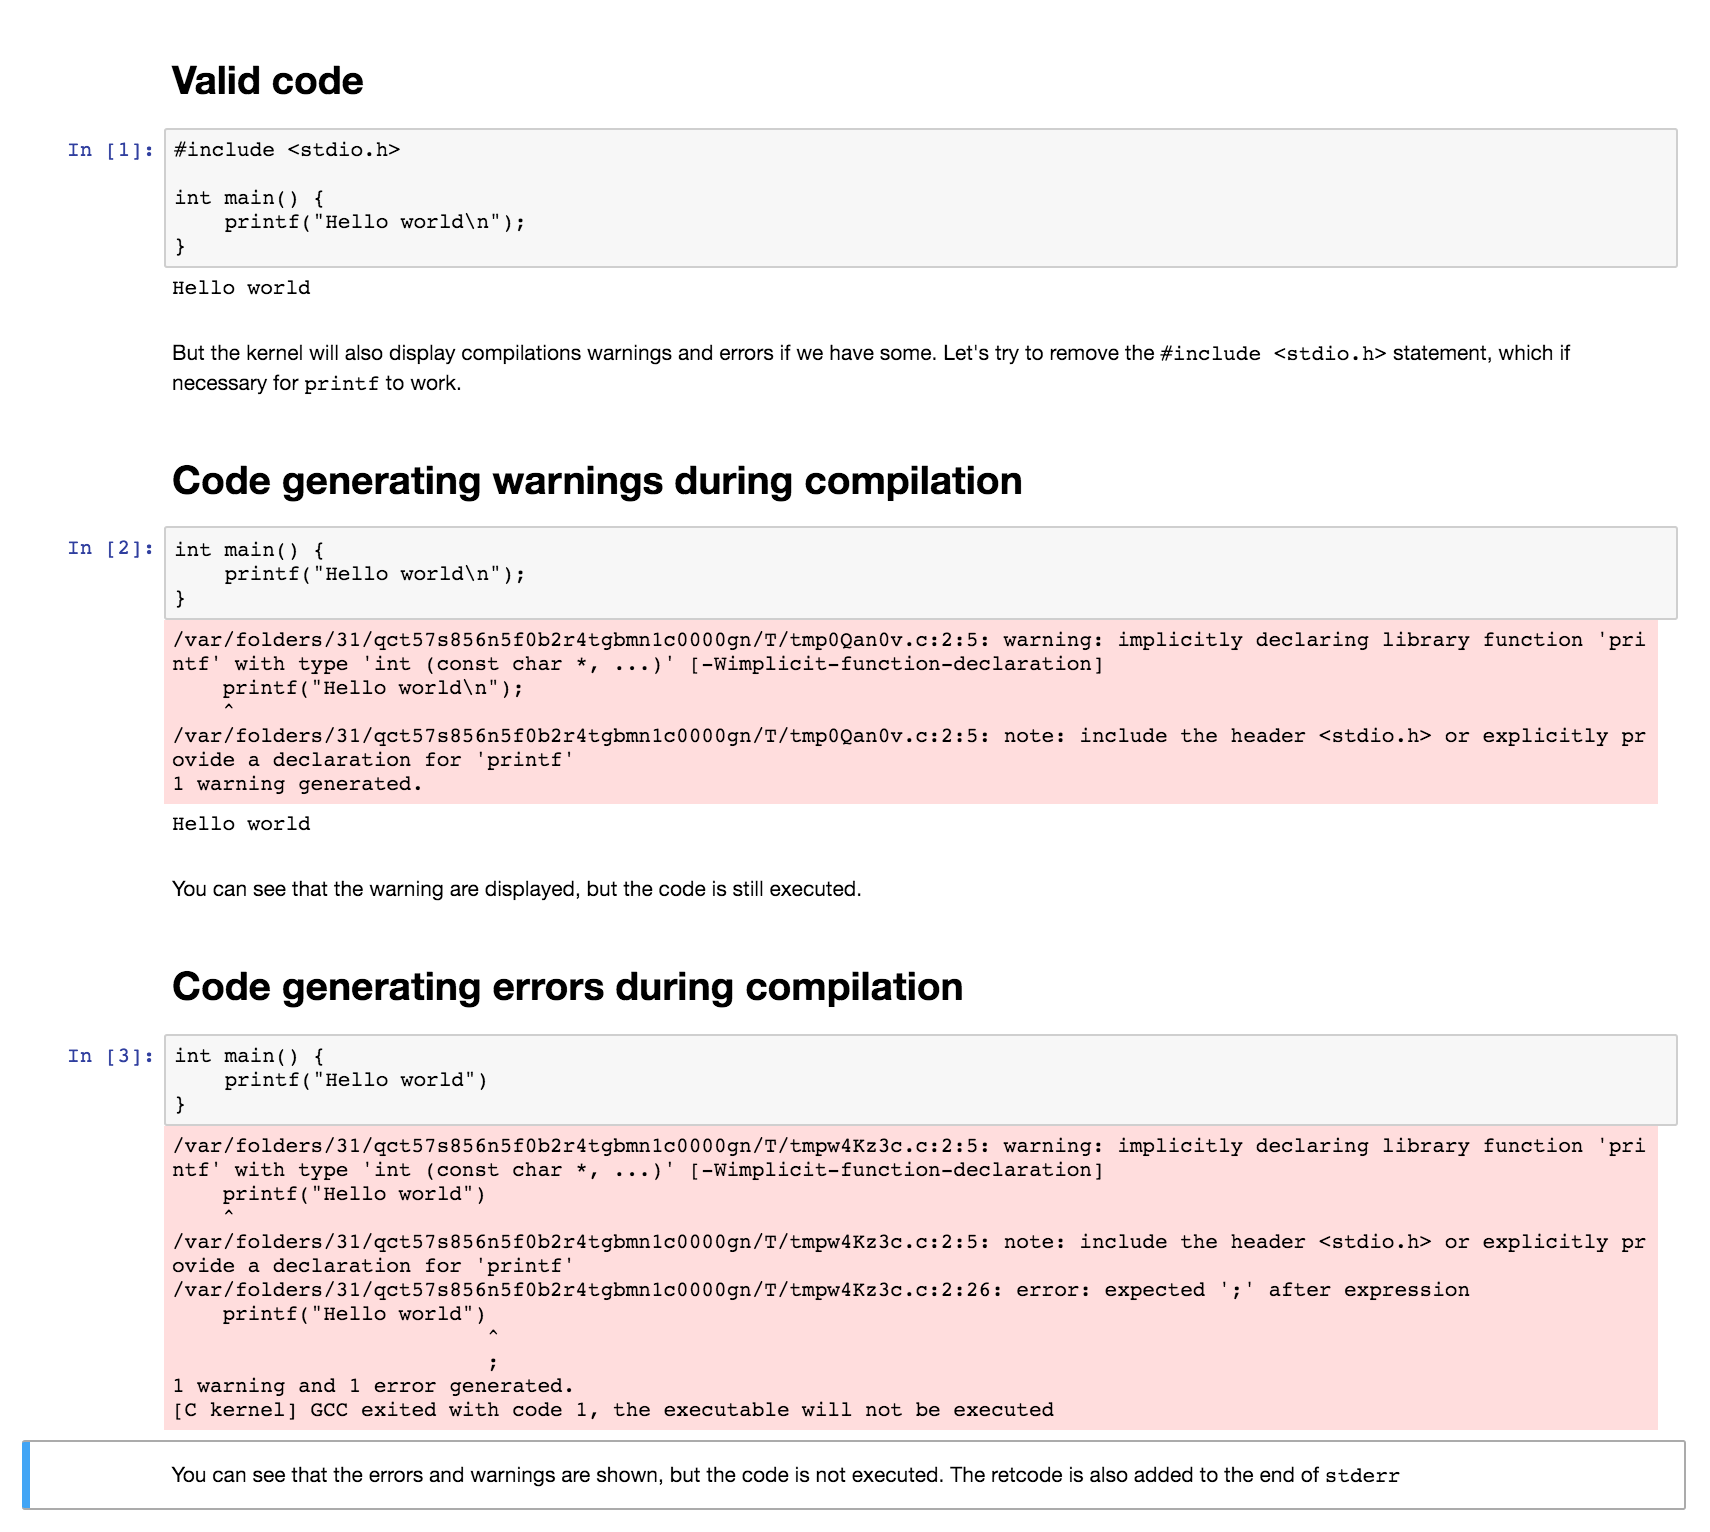 Valid code
In [1]:
#include <stdio.h>
int main() {
    printf("Hello world\n");
}
Hello world
But the kernel will also display compilations warnings and errors if we have some. Let's try to remove the #include <stdio.h> statement, which if
necessary for printf to work.
Code generating warnings during compilation
In [2]:
int main() {
    printf("Hello world\n");
}
/var/folders/31/qct57s856n5f0b2r4tgbmn1c0000gn/T/tmp0Qan0v.c:2:5: warning: implicitly declaring library function 'pri
ntf' with type 'int (const char *, ...)' [-Wimplicit-function-declaration]
    printf("Hello world\n");
    ^
/var/folders/31/qct57s856n5f0b2r4tgbmn1c0000gn/T/tmp0Qan0v.c:2:5: note: include the header <stdio.h> or explicitly pr
ovide a declaration for 'printf'
1 warning generated.
Hello world
You can see that the warning are displayed, but the code is still executed.
Code generating errors during compilation
In [3]:
int main() {
    printf("Hello world")
}
/var/folders/31/qct57s856n5f0b2r4tgbmn1c0000gn/T/tmpw4Kz3c.c:2:5: warning: implicitly declaring library function 'pri
ntf' with type 'int (const char *, ...)' [-Wimplicit-function-declaration]
    printf("Hello world")
    ^
/var/folders/31/qct57s856n5f0b2r4tgbmn1c0000gn/T/tmpw4Kz3c.c:2:5: note: include the header <stdio.h> or explicitly pr
ovide a declaration for 'printf'
/var/folders/31/qct57s856n5f0b2r4tgbmn1c0000gn/T/tmpw4Kz3c.c:2:26: error: expected ';' after expression
    printf("Hello world")
                         ^
                         ;
1 warning and 1 error generated.
[C kernel] GCC exited with code 1, the executable will not be executed
You can see that the errors and warnings are shown, but the code is not executed. The retcode is also added to the end of stderr